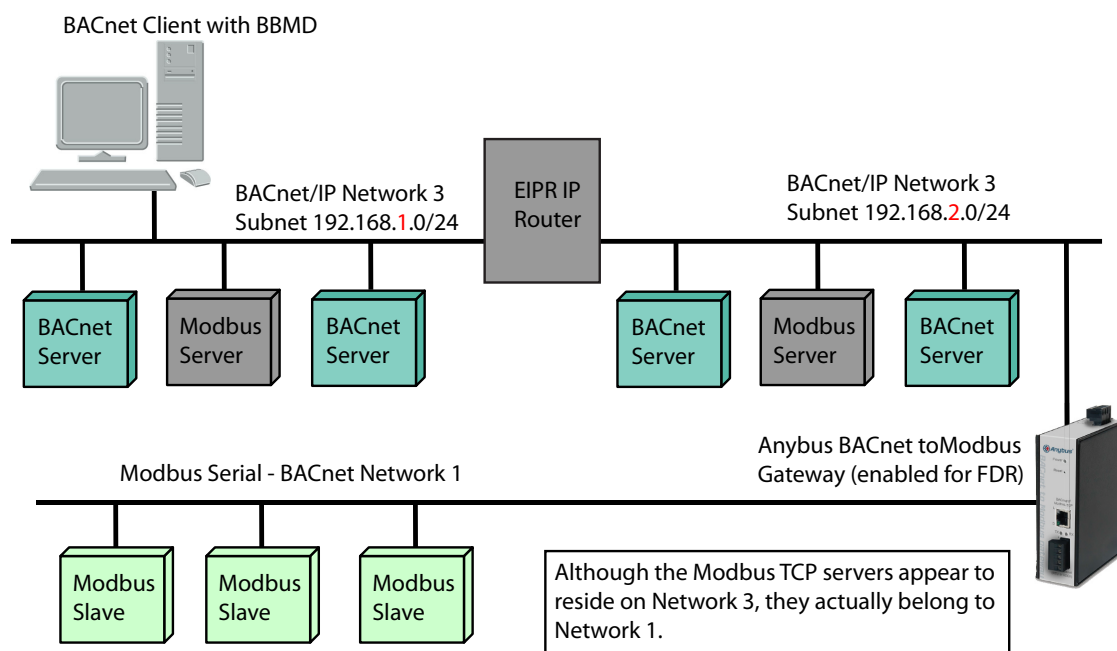 BACnet Client with BBMD
BACnet/IP Network 3
Subnet 192.168.1.0/24
EIPR IP
Router
BACnet/IP Network 3
Subnet 192.168.2.0/24
BACnet
Server
Modbus
Server
BACnet
Server
BACnet
Server
Modbus
Server
BACnet
Server
Anybus BACnet toModbus
Gateway (enabled for FDR)
Anybus
Modbus Serial - BACnet Network 1
Modbus
Slave
Modbus
Slave
Modbus
Slave
Although the Modbus TCP servers appear to
reside on Network 3, they actually belong to
Network 1.